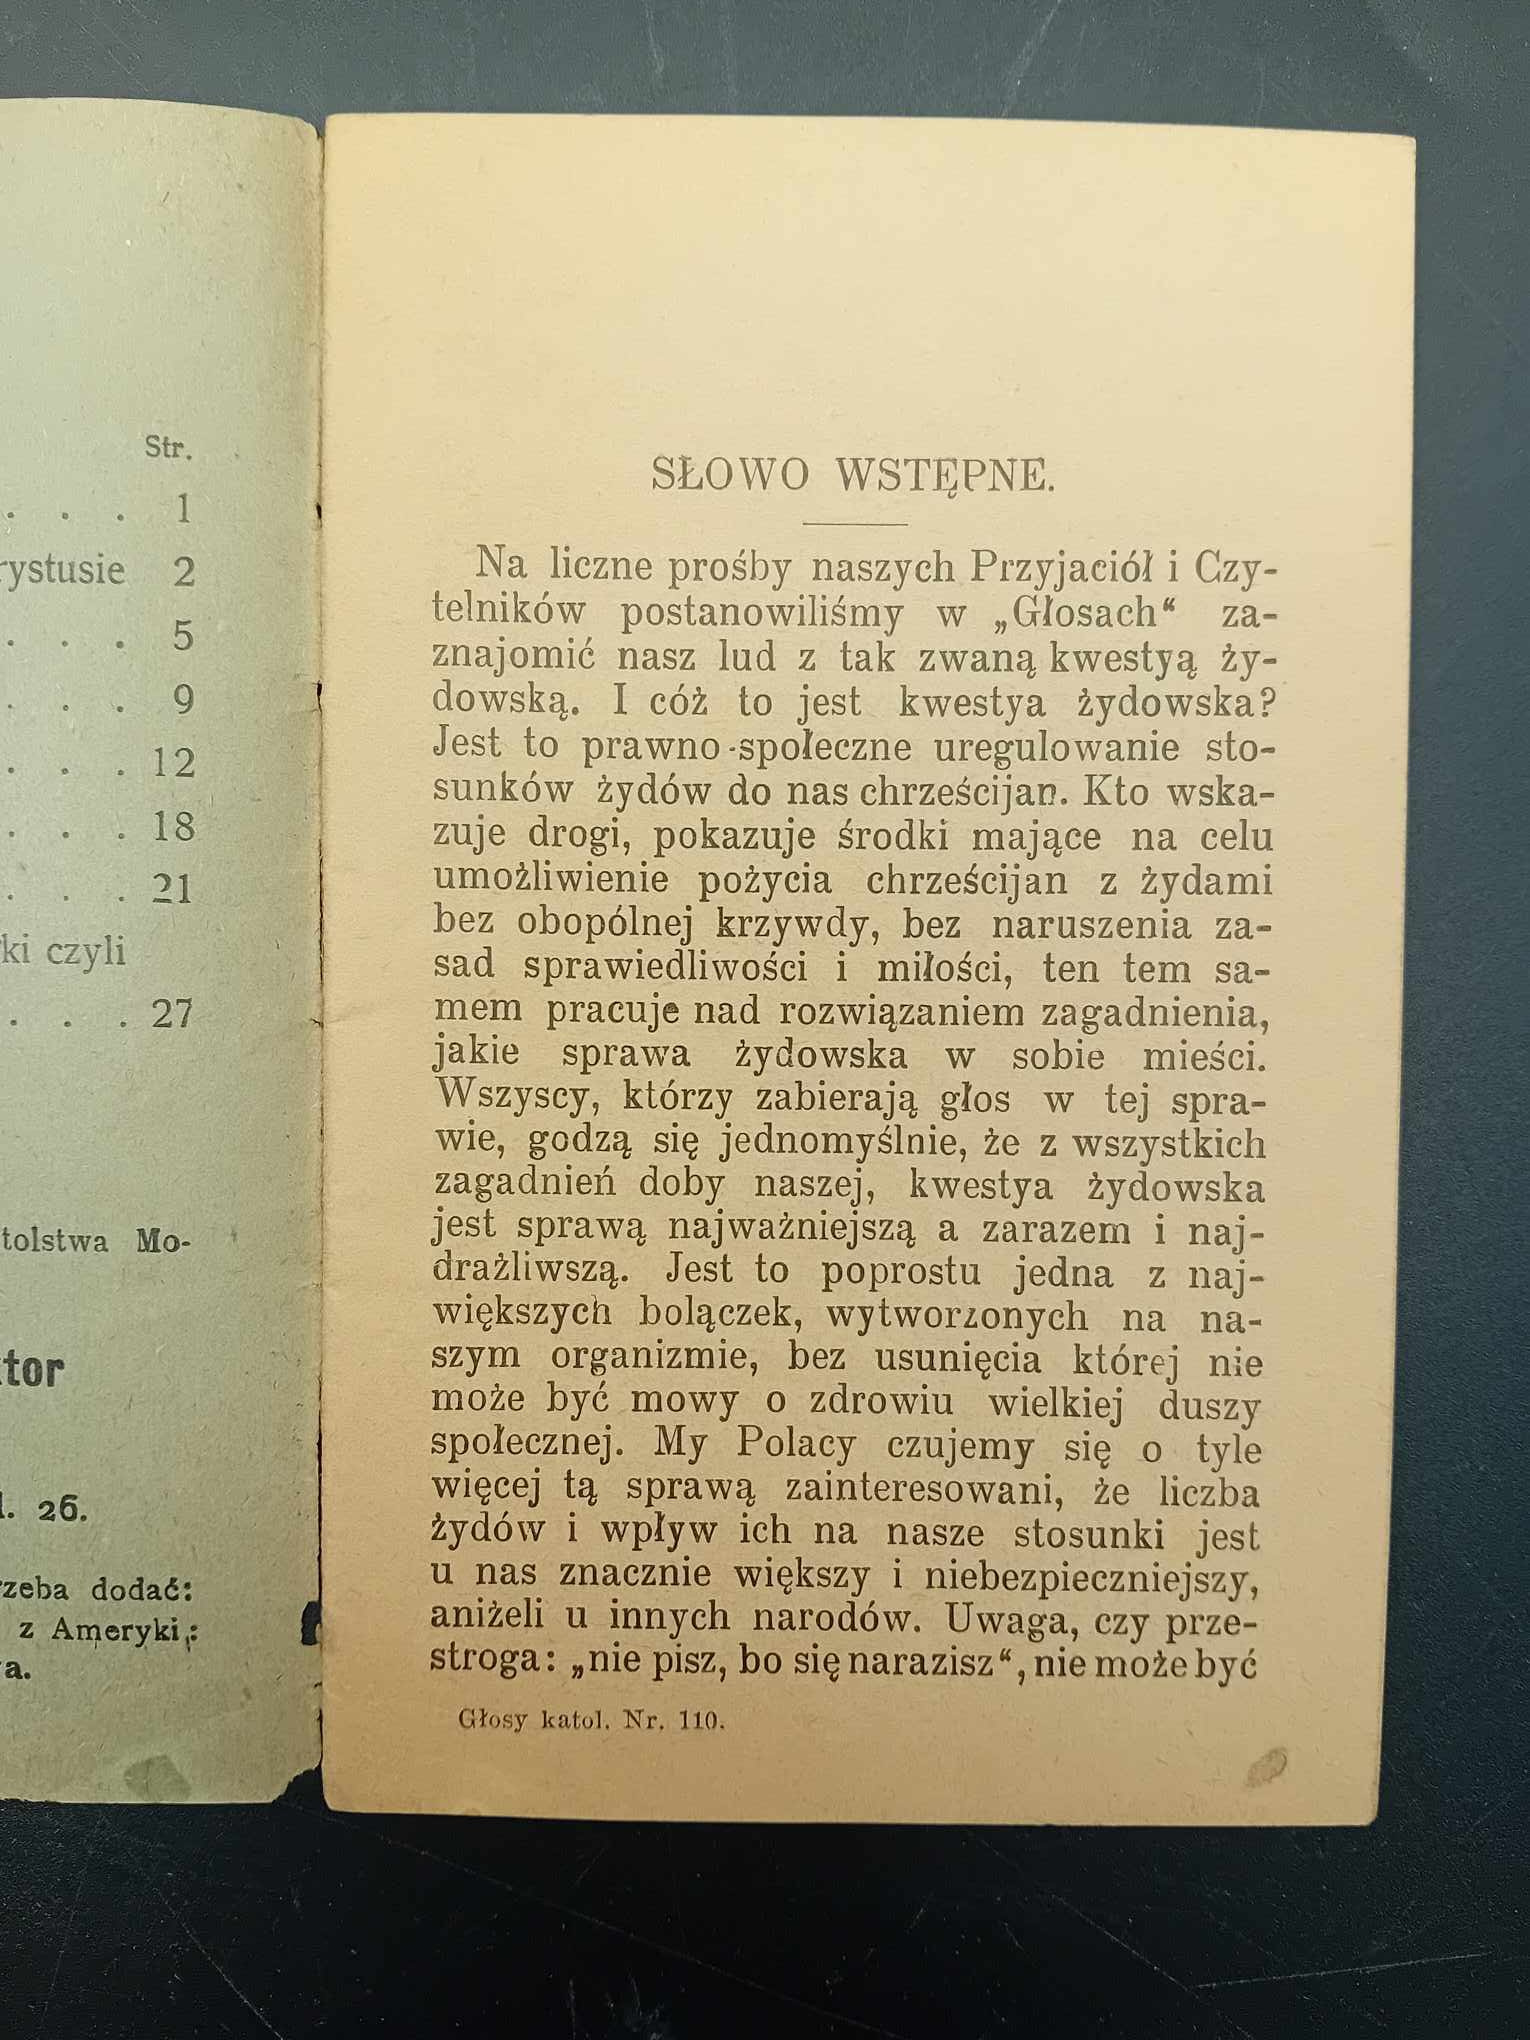 Str.
. . . 1
rystusie 2
. . . 5
. . . 9
. . . 12
. . . 18
. . . 21
ki czyli
. . . 27
tolstwa Mo-
tor
l. 26.
rzeba dodać:
z Ameryki:
a.
SŁOWO WSTĘPNE.
Na liczne prośby naszych Przyjaciół i Czy-
telników postanowiliśmy w „Głosach“ za-
znajomić nasz lud z tak zwaną kwestyą ży-
dowską. I cóż to jest kwestya żydowska?
Jest to prawno-społeczne uregulowanie sto-
sunków żydów do nas chrześcijan. Kto wska-
zuje drogi, pokazuje środki mające na celu
umożliwienie pożycia chrześcijan z żydami
bez obopólnej krzywdy, bez naruszenia za-
sad sprawiedliwości i miłości, ten tem sa-
mem pracuje nad rozwiązaniem zagadnienia,
jakie sprawa żydowska w sobie mieści.
Wszyscy, którzy zabierają głos w tej spra-
wie, godzą się jednomyślnie, że z wszystkich
zagadnień doby naszej, kwestya żydowska
jest sprawą najważniejszą a zarazem i naj-
drażliwszą. Jest to poprostu jedna z naj-
większych bolączek, wytworzonych na na-
szym organizmie, bez usunięcia której nie
może być mowy o zdrowiu wielkiej duszy
społecznej. My Polacy czujemy się o tyle
więcej tą sprawą zainteresowani, że liczba
żydów i wpływ ich na nasze stosunki jest
u nas znacznie większy i niebezpieczniejszy,
aniżeli u innych narodów. Uwaga, czy prze-
stroga: „nie pisz, bo się narazisz“, nie może być
Głosy katol. Nr. 110.